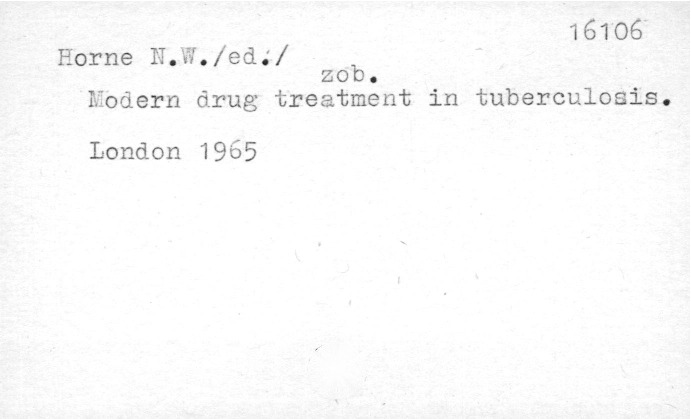 16106
Horne N.W./ed./
zob.
Modern drug treatment in tuberculosis.
London 1965